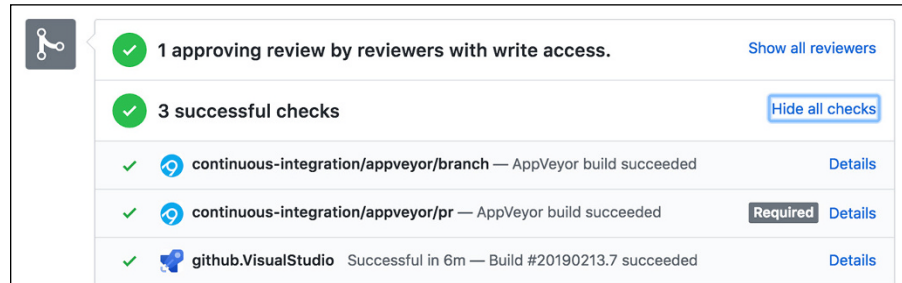 1 approving review by reviewers with write access. Show all reviewers
3 successful checks Hide all checks
continuous-integration/appveyor/branch — AppVeyor build succeeded Details
continuous-integration/appveyor/pr — AppVeyor build succeeded Required Details
github.VisualStudio Successful in 6m — Build #20190213.7 succeeded Details